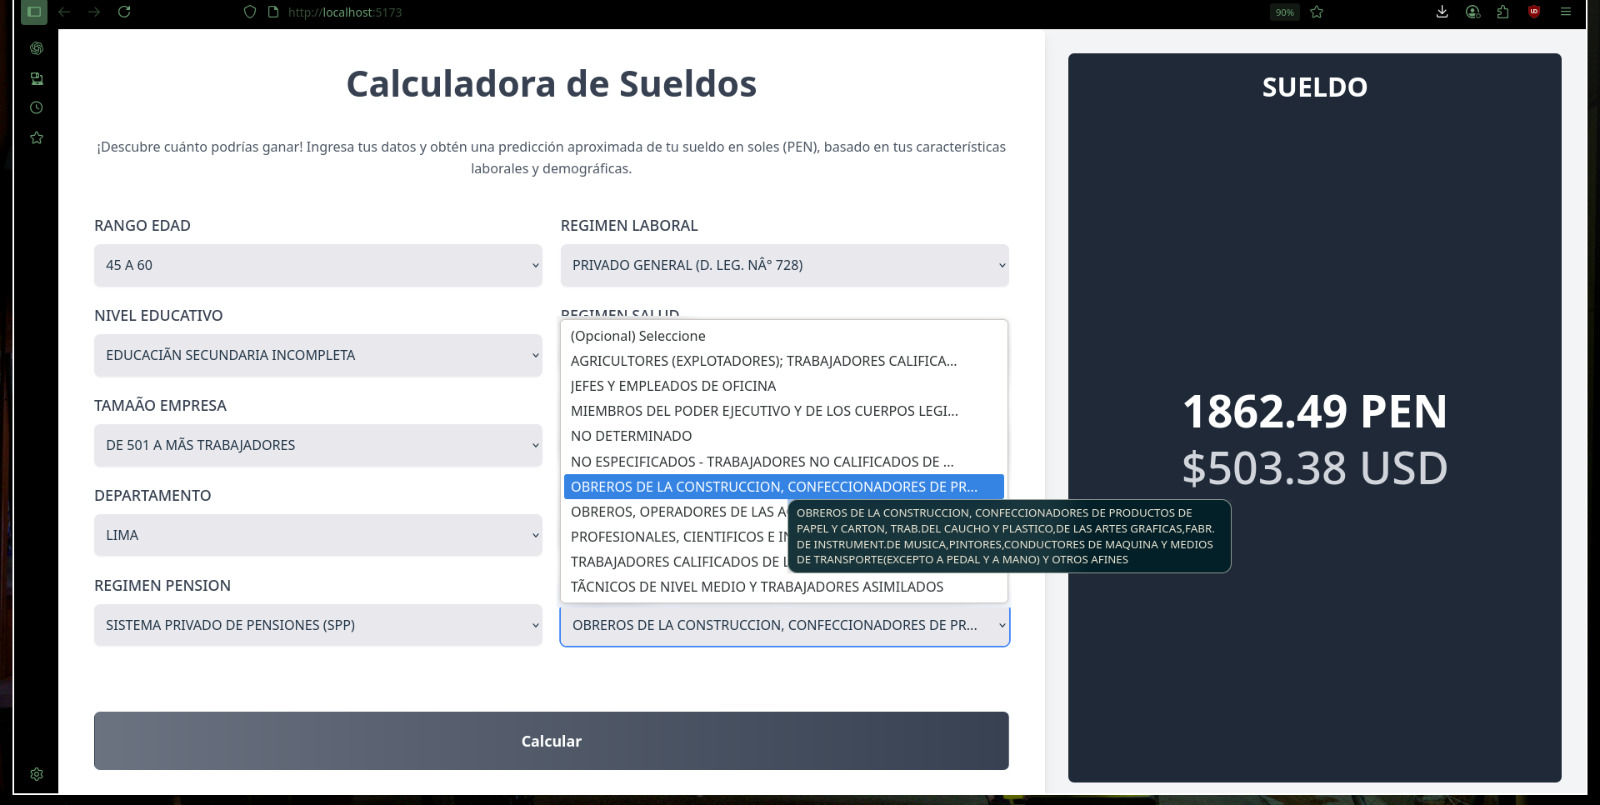 http://localhost:5173
90%
Calculadora de Sueldos
¡Descubre cuánto podrías ganar! Ingresa tus datos y obtén una predicción aproximada de tu sueldo en soles (PEN), basado en tus características
laborales y demográficas.
RANGO EDAD
45 A 60
NIVEL EDUCATIVO
EDUCACIÃN SECUNDARIA INCOMPLETA
TAMAÃO EMPRESA
DE 501 A MÃS TRABAJADORES
DEPARTAMENTO
LIMA
REGIMEN PENSION
SISTEMA PRIVADO DE PENSIONES (SPP)
REGIMEN LABORAL
PRIVADO GENERAL (D. LEG. NÂ° 728)
REGIMEN SALUD
(Opcional) Seleccione
AGRICULTORES (EXPLOTADORES); TRABAJADORES CALIFICA...
JEFES Y EMPLEADOS DE OFICINA
MIEMBROS DEL PODER EJECUTIVO Y DE LOS CUERPOS LEGI...
NO DETERMINADO
NO ESPECIFICADOS - TRABAJADORES NO CALIFICADOS DE ...
OBREROS DE LA CONSTRUCCION, CONFECCIONADORES DE PR...
OBREROS, OPERADORES DE LAS A
PROFESIONALES, CIENTIFICOS E IN
TRABAJADORES CALIFICADOS DE L
TÃCNICOS DE NIVEL MEDIO Y TRABAJADORES ASIMILADOS
OBREROS DE LA CONSTRUCCION, CONFECCIONADORES DE PRODUCTOS DE
PAPEL Y CARTON, TRAB.DEL CAUCHO Y PLASTICO,DE LAS ARTES GRAFICAS,FABR.
DE INSTRUMENT.DE MUSICA,PINTORES,CONDUCTORES DE MAQUINA Y MEDIOS
DE TRANSPORTE(EXCEPTO A PEDAL Y A MANO) Y OTROS AFINES
OBREROS DE LA CONSTRUCCION, CONFECCIONADORES DE PR...
Calcular
SUELDO
1862.49 PEN
$503.38 USD